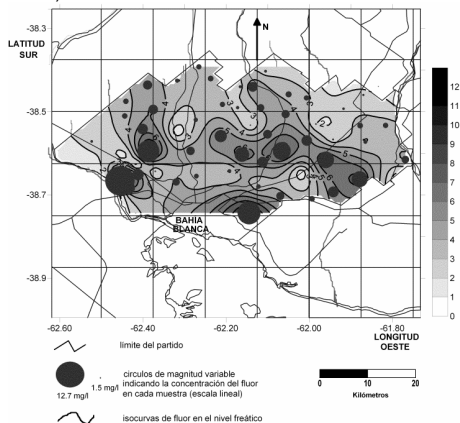 -38.3
N
LATITUD
SUR
12
11
10
9
8
7
6
5
4
3
2
1
0
-38.5
-38.7
BAHÍA
BLANCA
-38.9
-62.60
-62.40
-62.20
-62.00
-61.80
LONGITUD
OESTE
límite del partido
circulos de magnitud variable
indicando la concentración del fluor
en cada muestra (escala lineal)
12.7 mg/l
1.5 mg/l
0 10 20
Kilómetros
isocurvas de fluor en el nivel freático